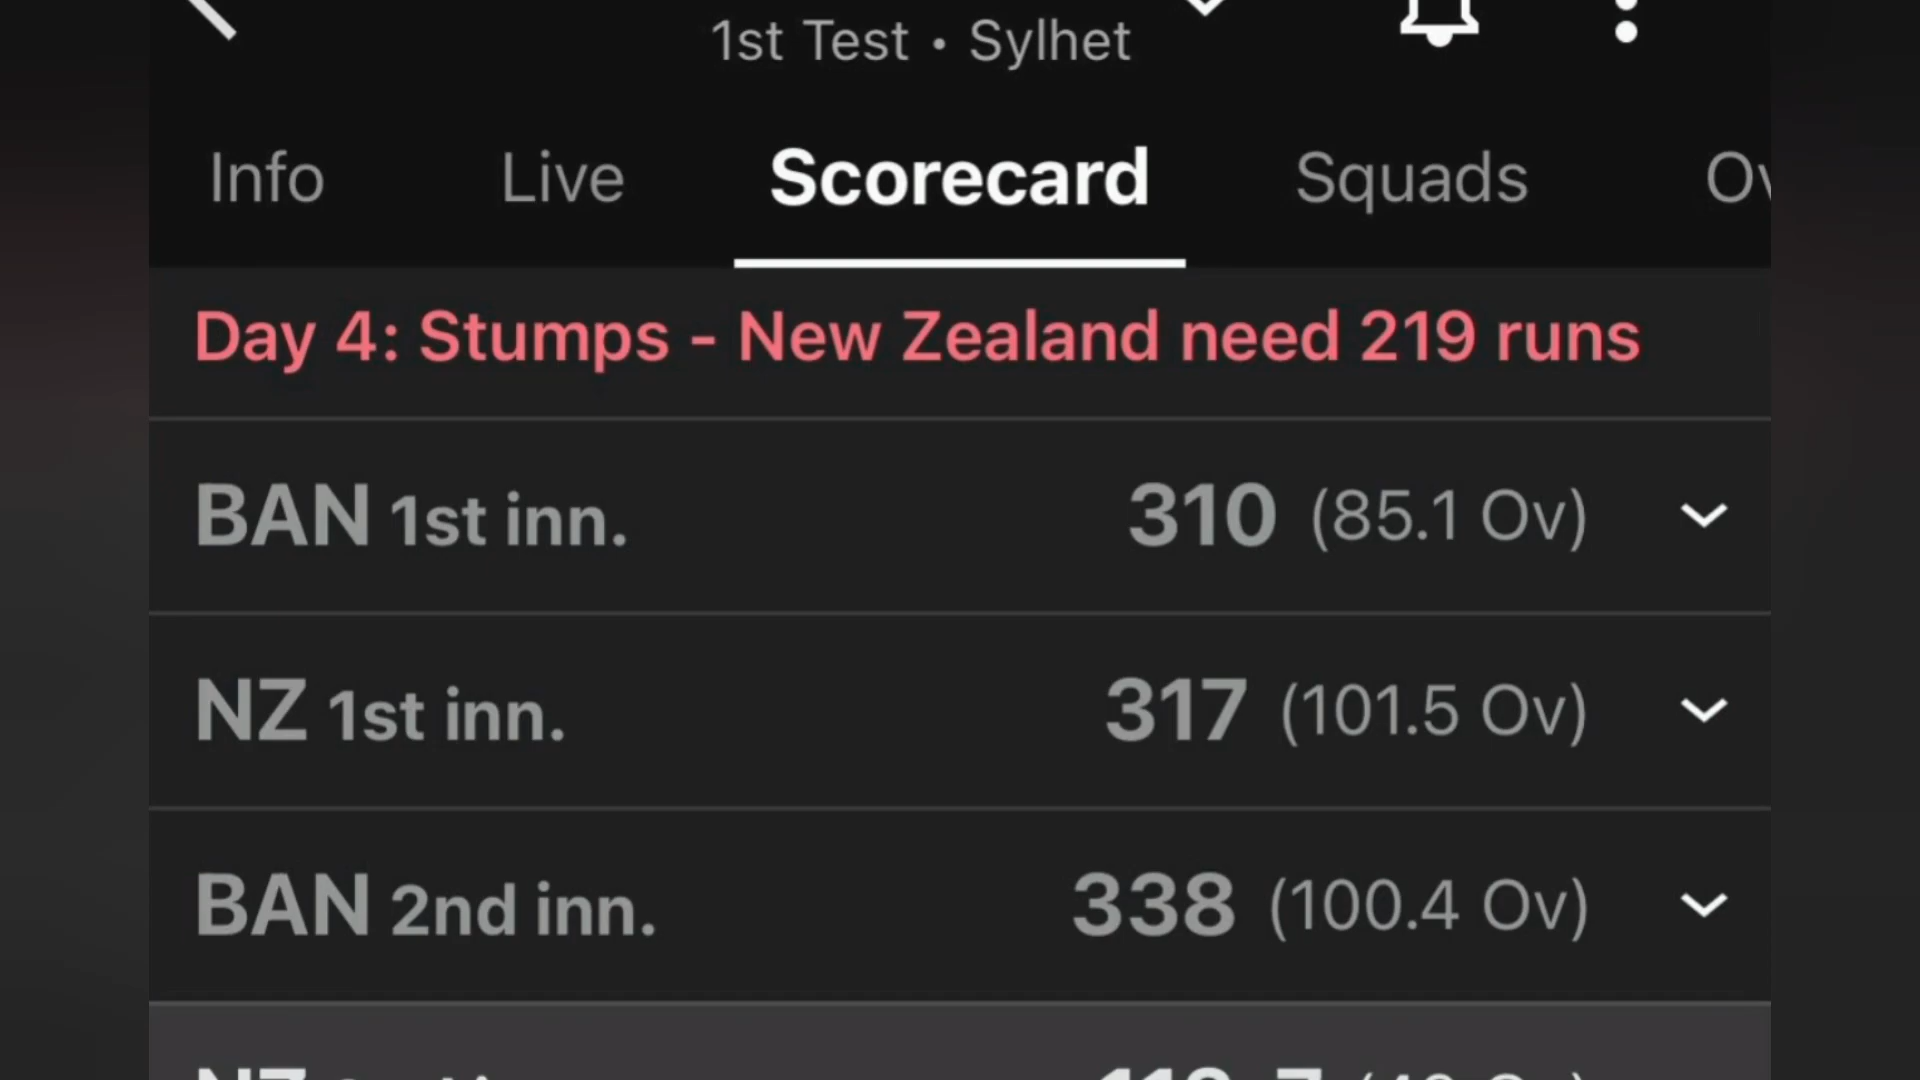 1st Test • Sylhet
Info Live Scorecard Squads
Day 4: Stumps - New Zealand need 219 runs
BAN 1st inn. 310 (85.1 Ov)
NZ 1st inn. 317 (101.5 Ov)
BAN 2nd inn. 338 (100.4 Ov)
NZ